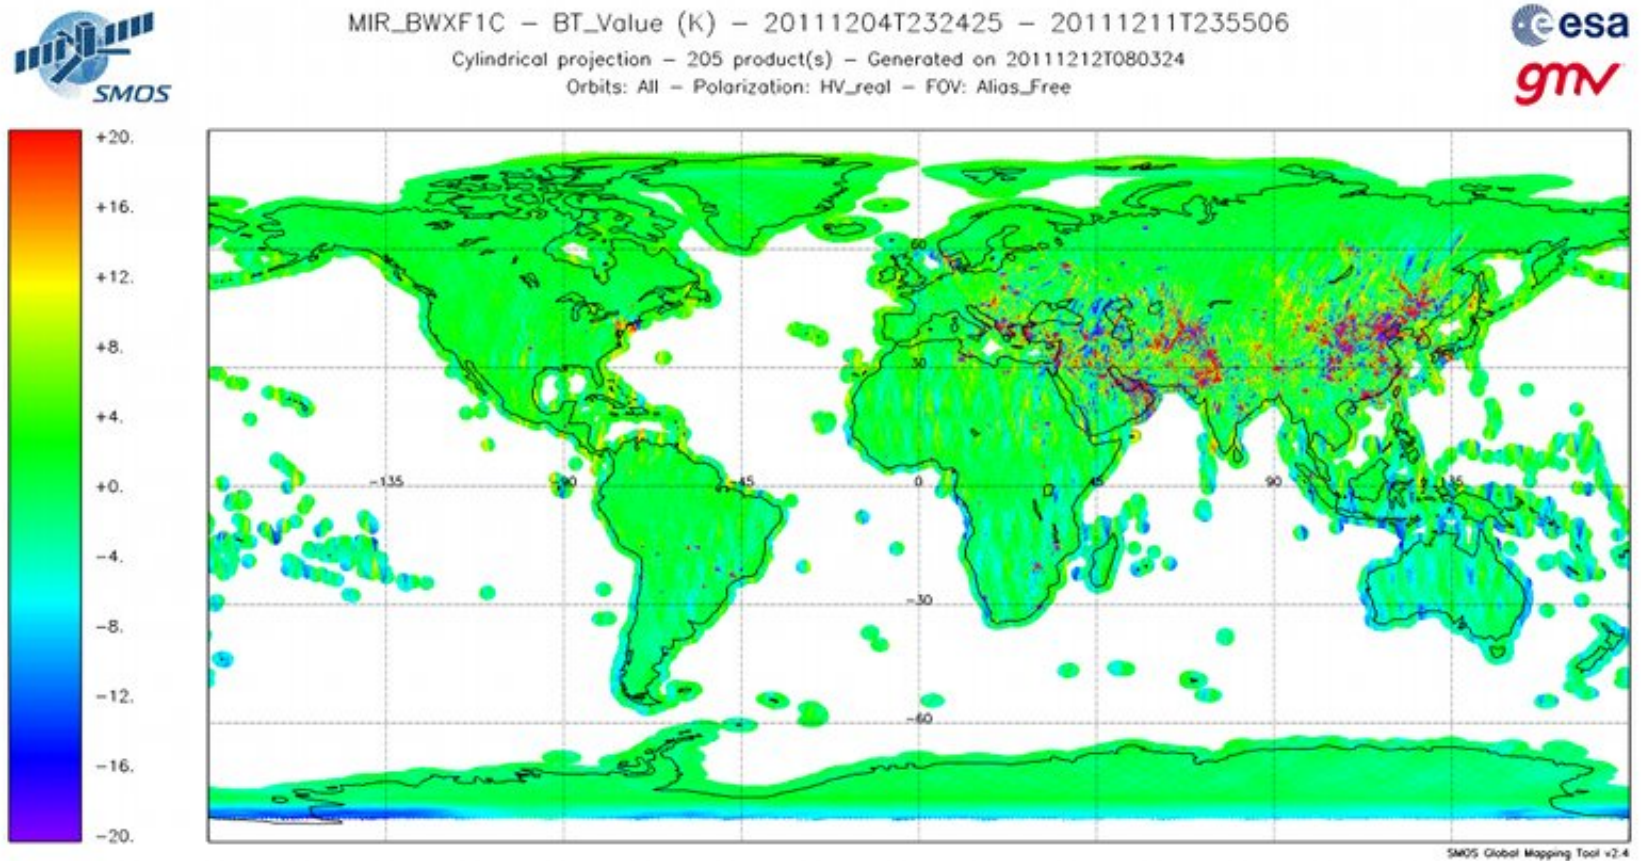 MIR_BWXF1C - BT_Value (K) - 20111204T232425 - 20111211T235506
Cylindrical projection - 205 product(s) - Generated on 20111212T080324
Orbits: All - Polarization: HV_real - FOV: Alias_Free
SMOS
esa
gmv
+20.
+16.
+12.
+8.
+4.
+0.
-4.
-8.
-12.
-16.
-20.
60
30
-135 -90 -45 0 45 90 135
-30
-60
SMOS Global Mapping Tool v2.4